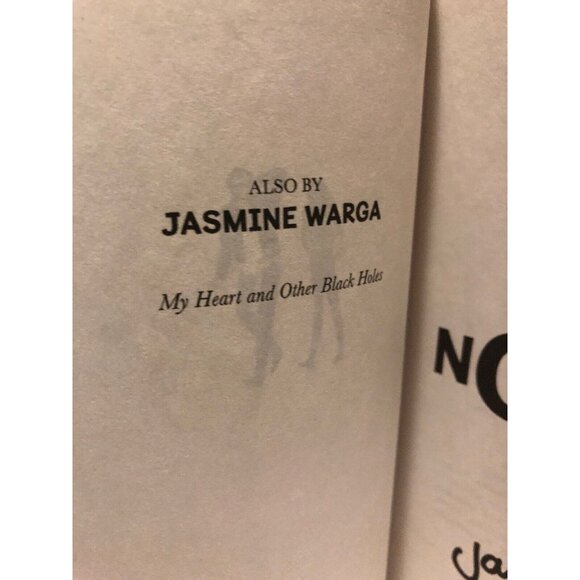 ALSO BY
JASMINE WARGA
My Heart and Other Black Holes